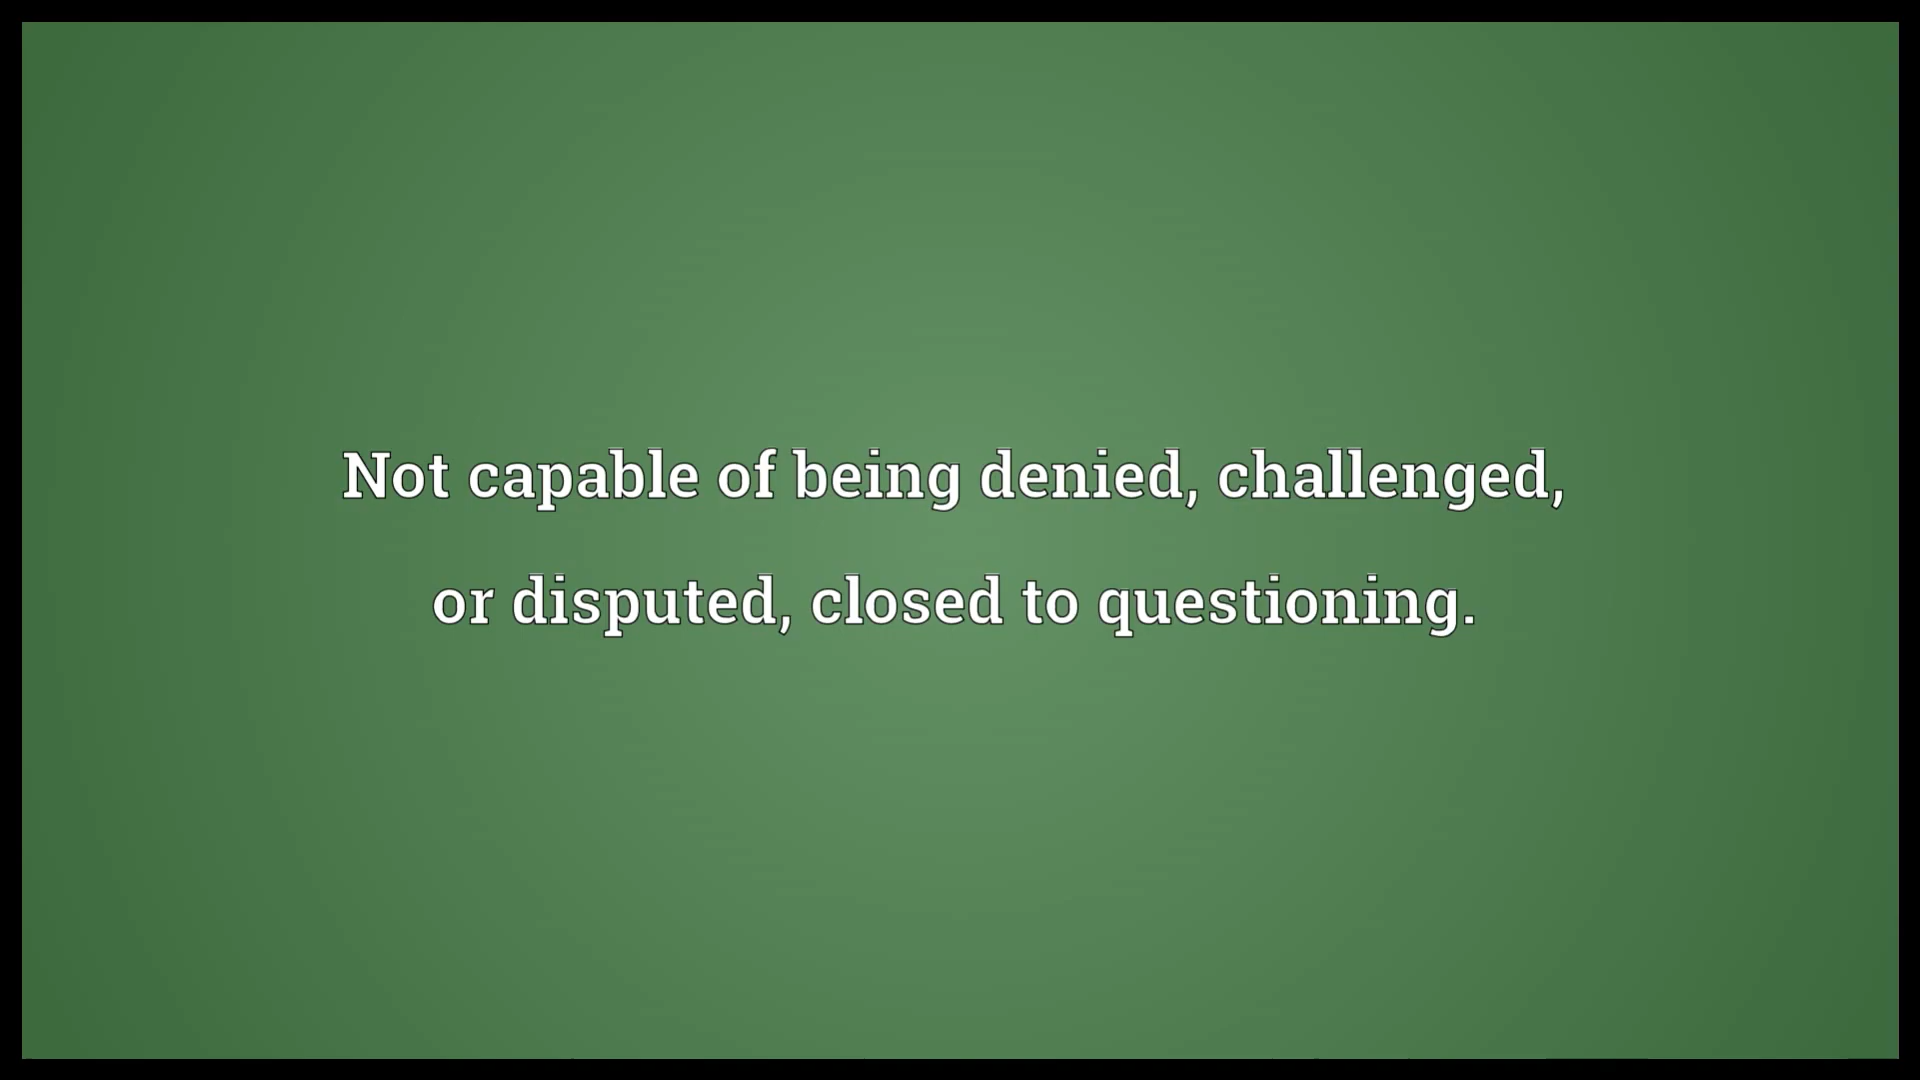 Not capable of being denied, challenged,
or disputed, closed to questioning.